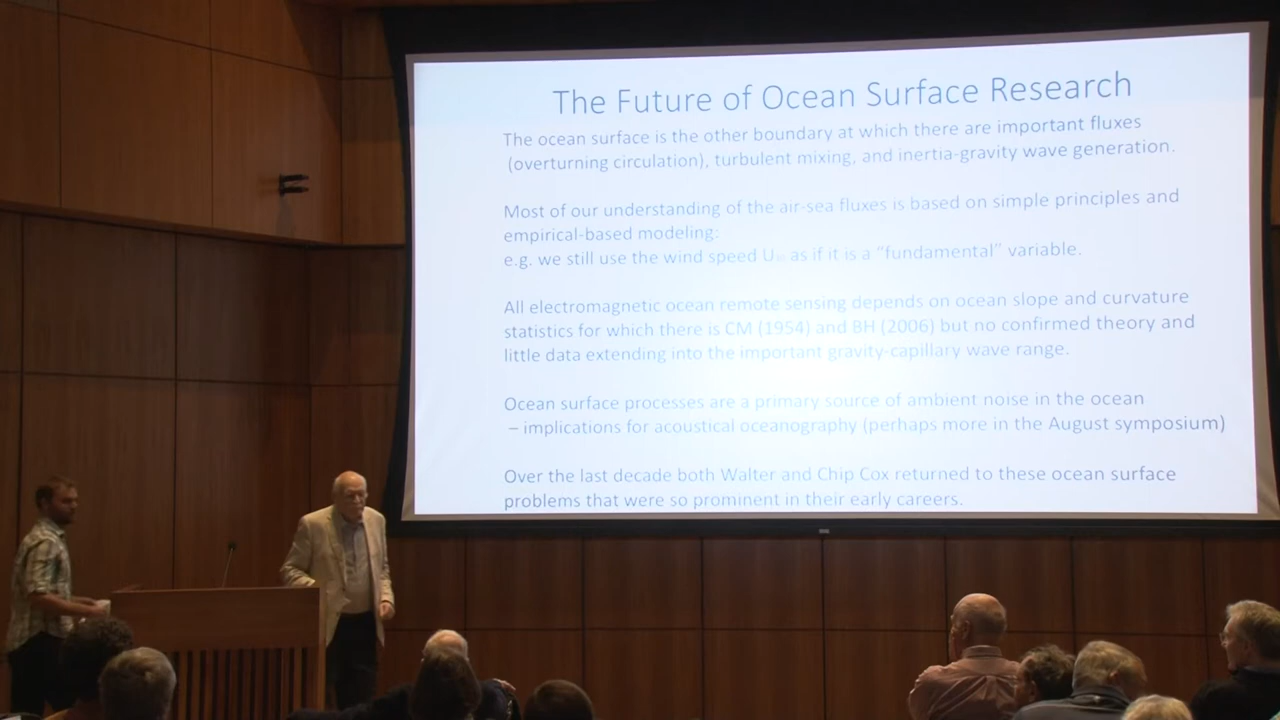 The Future of Ocean Surface Research
The ocean surface is the other boundary at which there are important fluxes
(overturning circulation), turbulent mixing, and inertia-gravity wave generation.
Most of our understanding of the air-sea fluxes is based on simple principles and
empirical-based modeling:
e.g. we still use the wind speed U as if it is a “fundamental” variable.
All electromagnetic ocean remote sensing depends on ocean slope and curvature
statistics for which there is CM (1954) and BH (2006) but no confirmed theory and
little data extending into the important gravity-capillary wave range.
Ocean surface processes are a primary source of ambient noise in the ocean
– implications for acoustical oceanography (perhaps more in the August symposium)
Over the last decade both Walter and Chip Cox returned to these ocean surface
problems that were so prominent in their early careers.